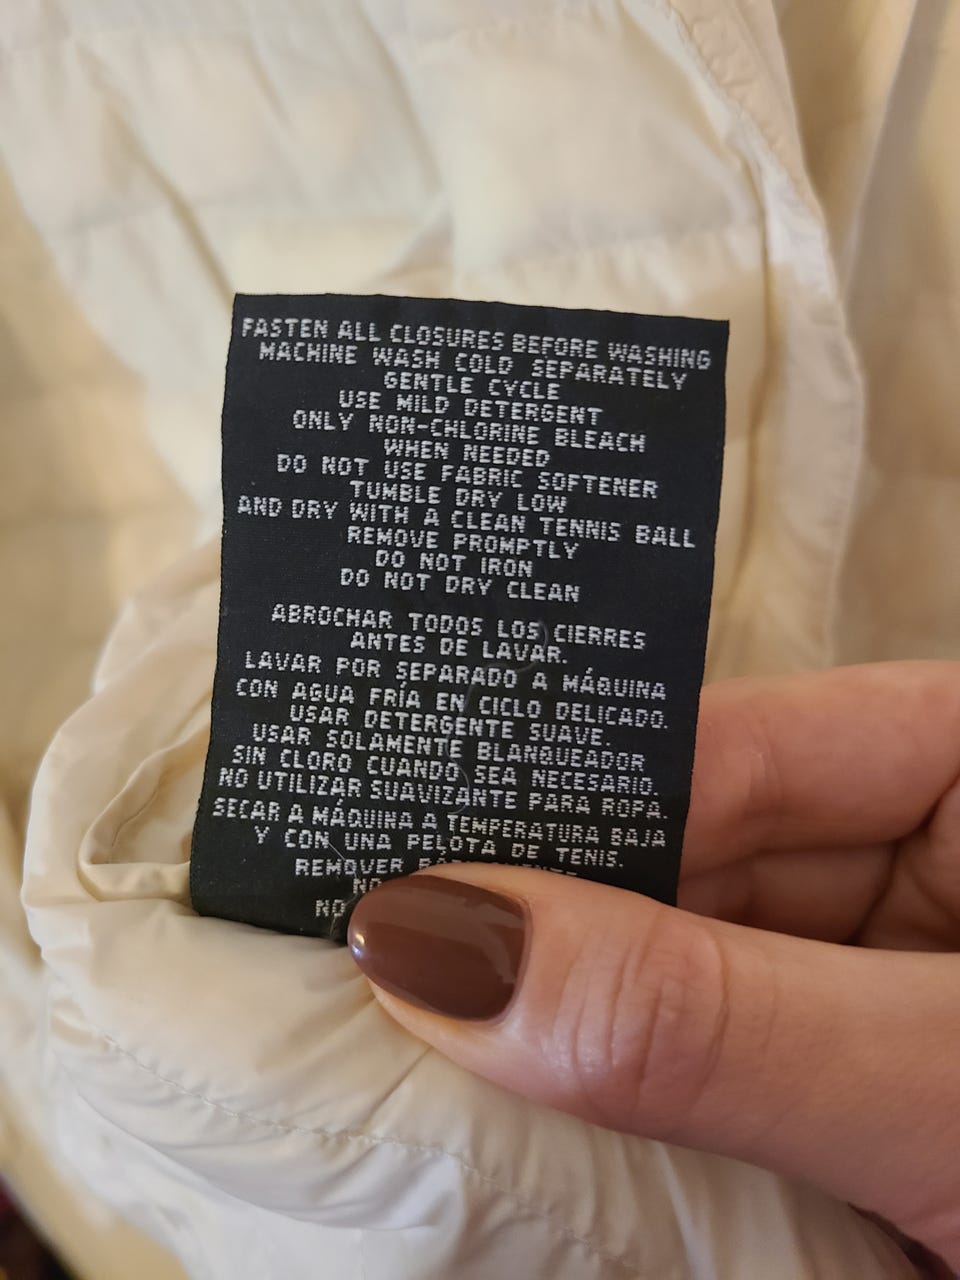 FASTEN ALL CLOSURES BEFORE WASHING
MACHINE WASH COLD SEPARATELY
GENTLE CYCLE
USE MILD DETERGENT
ONLY NON-CHLORINE BLEACH
WHEN NEEDED
DO NOT USE FABRIC SOFTENER
TUMBLE DRY LOW
AND DRY WITH A CLEAN TENNIS BALL
REMOVE PROMPTLY
DO NOT IRON
DO NOT DRY CLEAN
ABROCHAR TODOS LOS CIERRES
ANTES DE LAVAR.
LAVAR POR SEPARADO A MÁQUINA
CON AGUA FRÍA EN CICLO DELICADO.
USAR DETERGENTE SUAVE.
USAR SOLAMENTE BLANQUEADOR
SIN CLORO CUANDO SEA NECESARIO.
NO UTILIZAR SUAVIZANTE PARA ROPA.
SECAR A MÁQUINA A TEMPERATURA BAJA
Y CON UNA PELOTA DE TENIS.
REMOVER
NO
NO